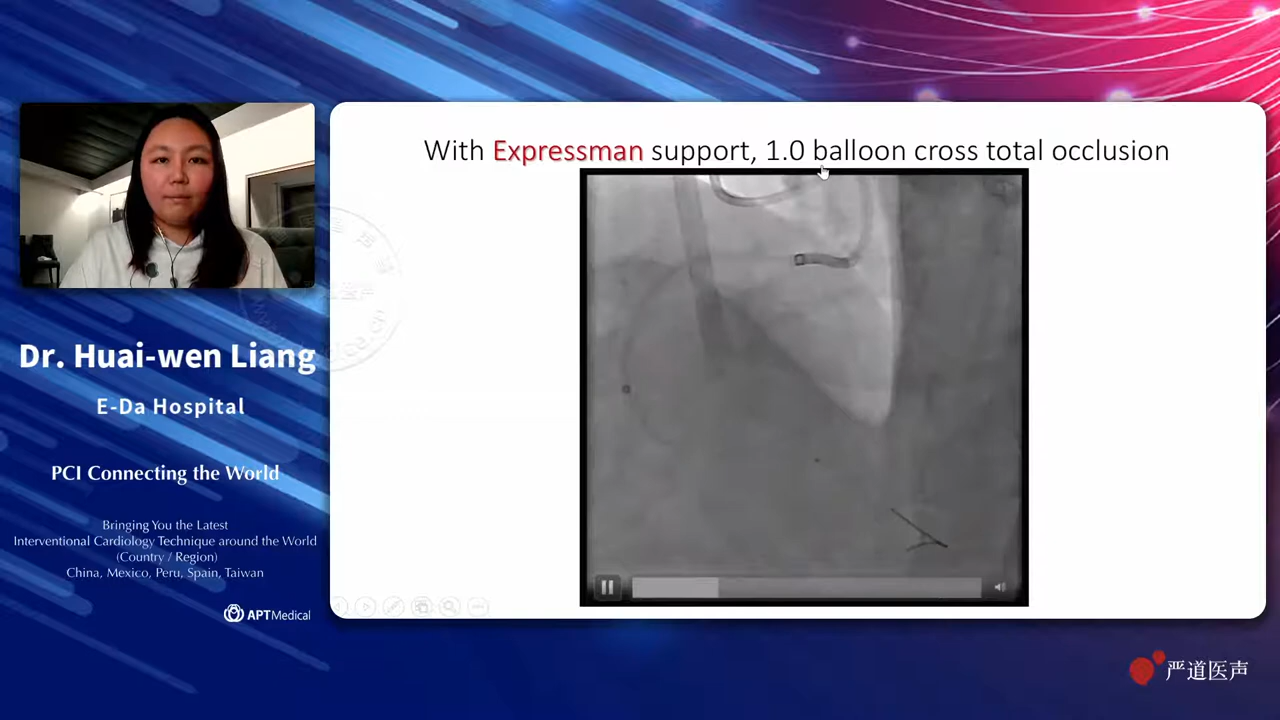 With Expressman support, 1.0 balloon cross total occlusion
Dr. Huai-wen Liang
E-Da Hospital
PCI Connecting the World
Bringing You the Latest
Interventional Cardiology Technique around the World
(Country / Region)
China, Mexico, Peru, Spain, Taiwan
APTMedical
严道医声